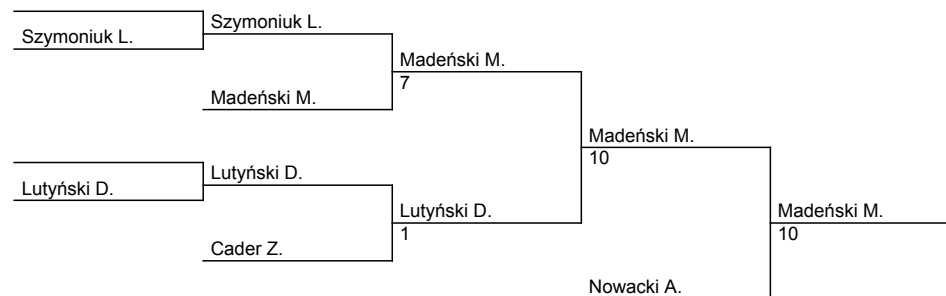 Szymoniuk L.
Szymoniuk L.
Madeński M.
7
Madeński M.
Madeński M.
10
Lutyński D.
Lutyński D.
Lutyński D.
1
Madeński M.
10
Cader Z.
Nowacki A.